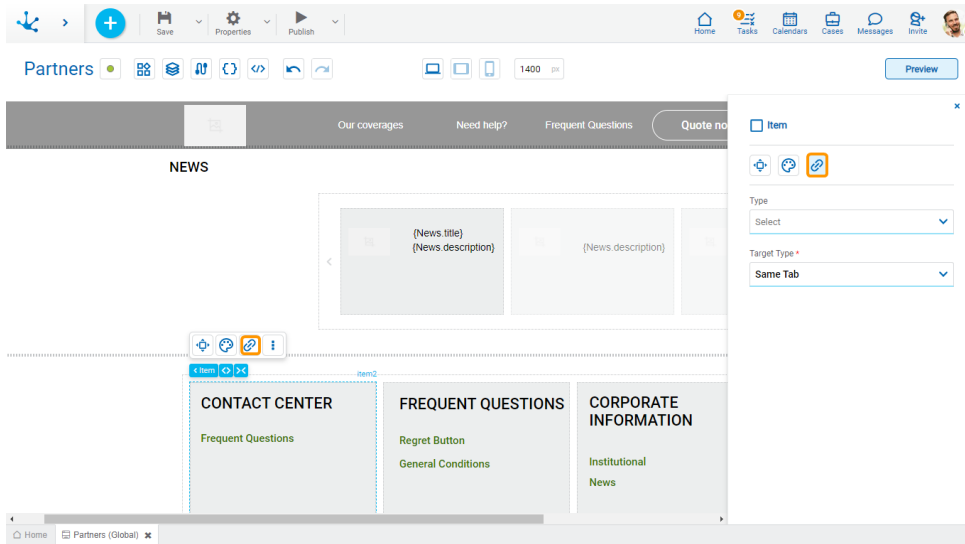 Save
Properties
Publish
Home
9
Tasks
Calendars
Cases
Messages
Invite
Partners
1400 px
Preview
Our coverages
Need help?
Frequent Questions
Quote no
Item
NEWS
Type
Select
Target Type *
Same Tab
{News.title}
{News.description}
{News.description}
Item
item2
CONTACT CENTER
Frequent Questions
FREQUENT QUESTIONS
Regret Button
General Conditions
CORPORATE
INFORMATION
Institutional
News
Home
Partners (Global)